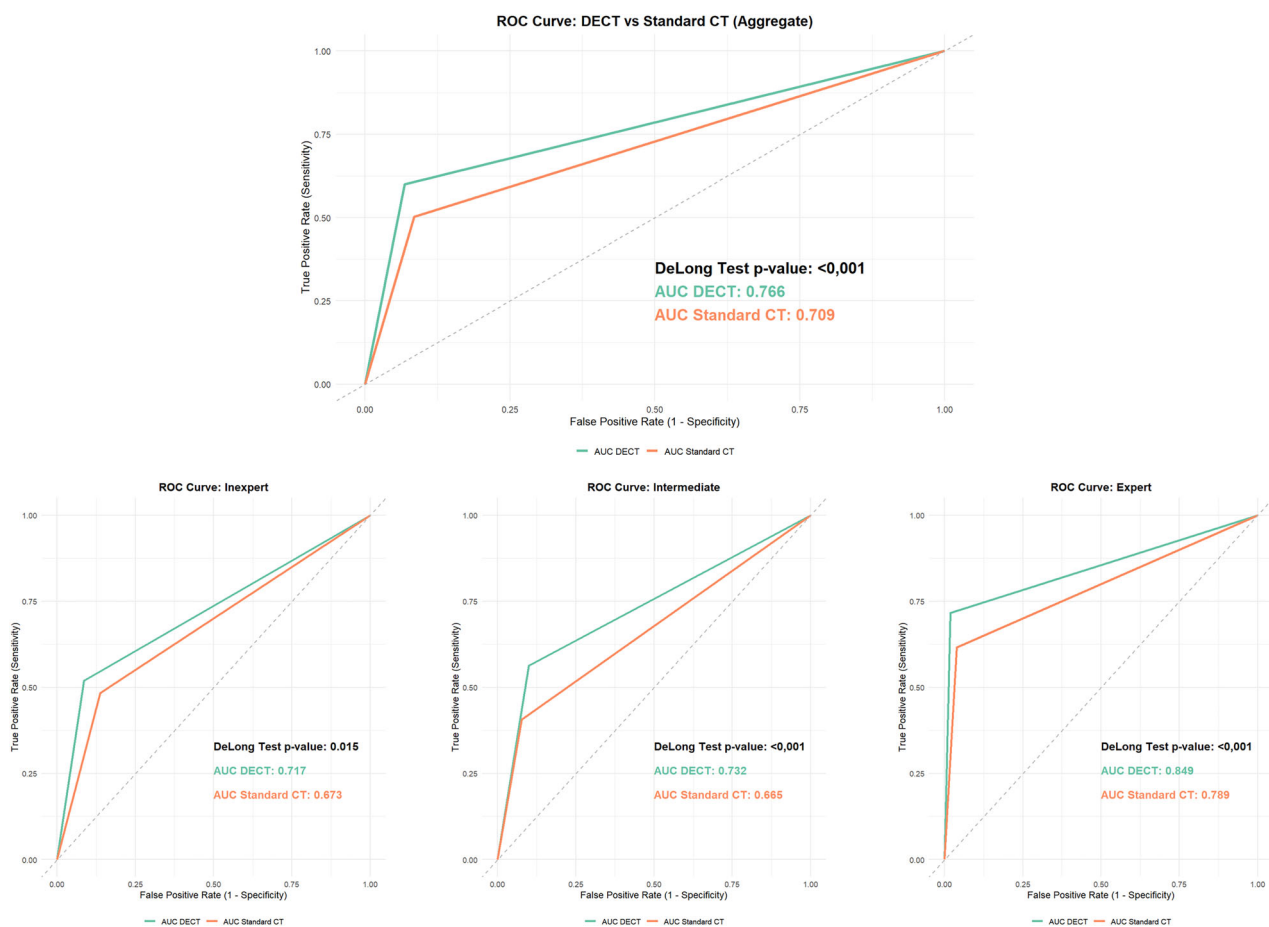 ROC Curve: DECT vs Standard CT (Aggregate)
True Positive Rate (Sensitivity)
1.00
0.75
0.50
0.25
0.00
DeLong Test p-value: <0,001
AUC DECT: 0.766
AUC Standard CT: 0.709
0.00 0.25 0.50 0.75 1.00
False Positive Rate (1 - Specificity)
AUC DECT AUC Standard CT
ROC Curve: Inexpert
True Positive Rate (Sensitivity)
1.00
0.75
0.50
0.25
0.00
DeLong Test p-value: 0.015
AUC DECT: 0.717
AUC Standard CT: 0.673
0.00 0.25 0.50 0.75 1.00
False Positive Rate (1 - Specificity)
AUC DECT AUC Standard CT
ROC Curve: Intermediate
True Positive Rate (Sensitivity)
1.00
0.75
0.50
0.25
0.00
DeLong Test p-value: <0,001
AUC DECT: 0.732
AUC Standard CT: 0.665
0.00 0.25 0.50 0.75 1.00
False Positive Rate (1 - Specificity)
AUC DECT AUC Standard CT
ROC Curve: Expert
True Positive Rate (Sensitivity)
1.00
0.75
0.50
0.25
0.00
DeLong Test p-value: <0,001
AUC DECT: 0.849
AUC Standard CT: 0.789
0.00 0.25 0.50 0.75 1.00
False Positive Rate (1 - Specificity)
AUC DECT AUC Standard CT